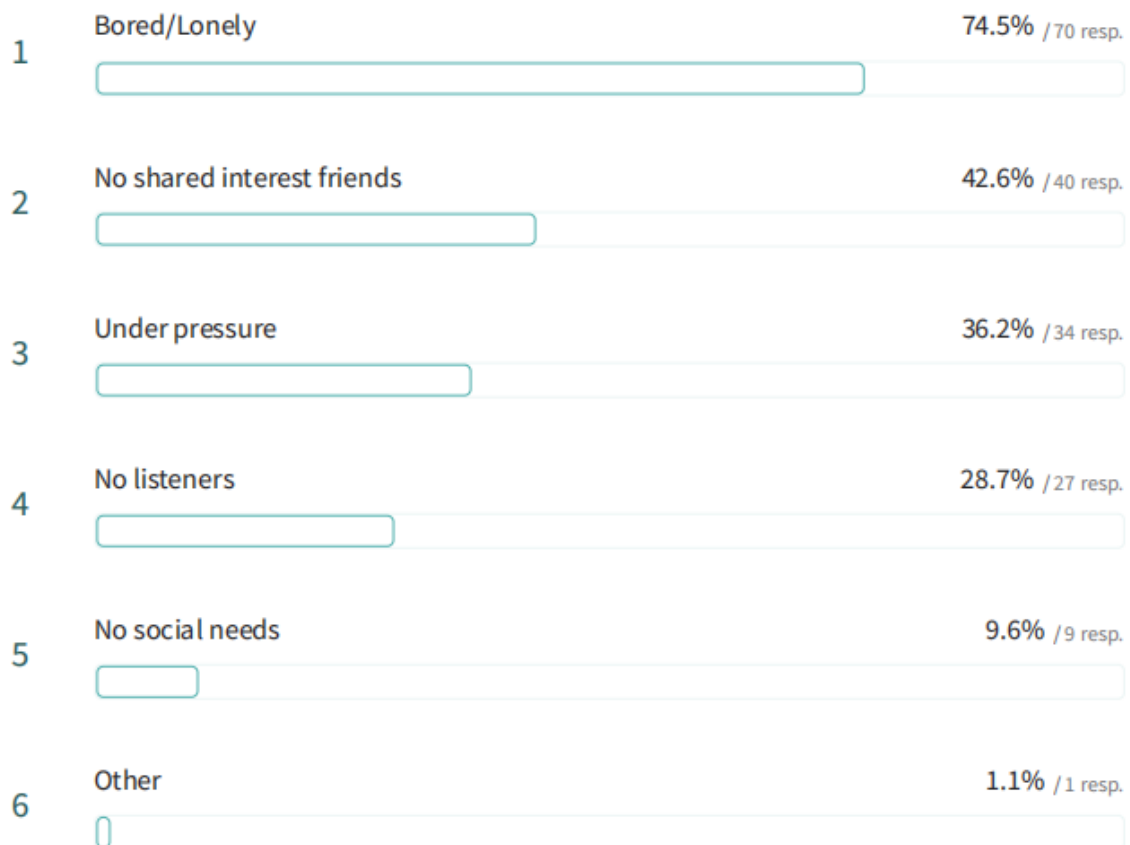 1
Bored/Lonely 74.5% / 70 resp.
2
No shared interest friends 42.6% / 40 resp.
3
Under pressure 36.2% / 34 resp.
4
No listeners 28.7% / 27 resp.
5
No social needs 9.6% / 9 resp.
6
Other 1.1% / 1 resp.